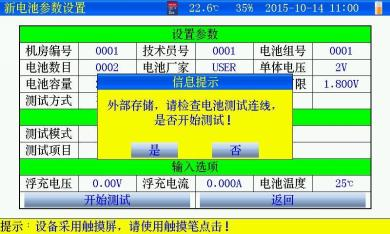 新电池参数设置 22.6℃ 35% 2015-10-14 11:00
设置参数
机房编号 0001 技术员号 0001 电池组号 0001
电池数目 0002 电池厂家 USER 单体电压 2V
电池容量 限 1.800V
信息提示
外部存储，请检查电池测试连线，
是否开始测试！
是 否
测试方式
测试模式
测试项目
输入选项
浮充电压 0.00V 浮充电流 0.000A 电池温度 25℃
开始测试 返回
提示：设备采用触摸屏，请使用触摸笔点击！